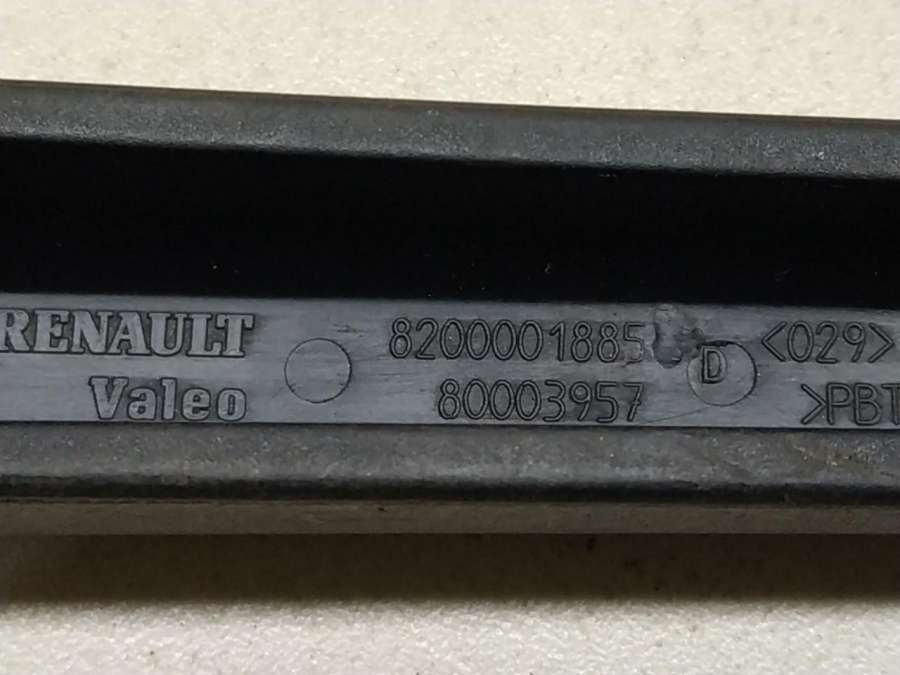 RENAULT 8200001885 <029>
Valeo 80003957 D >PBT